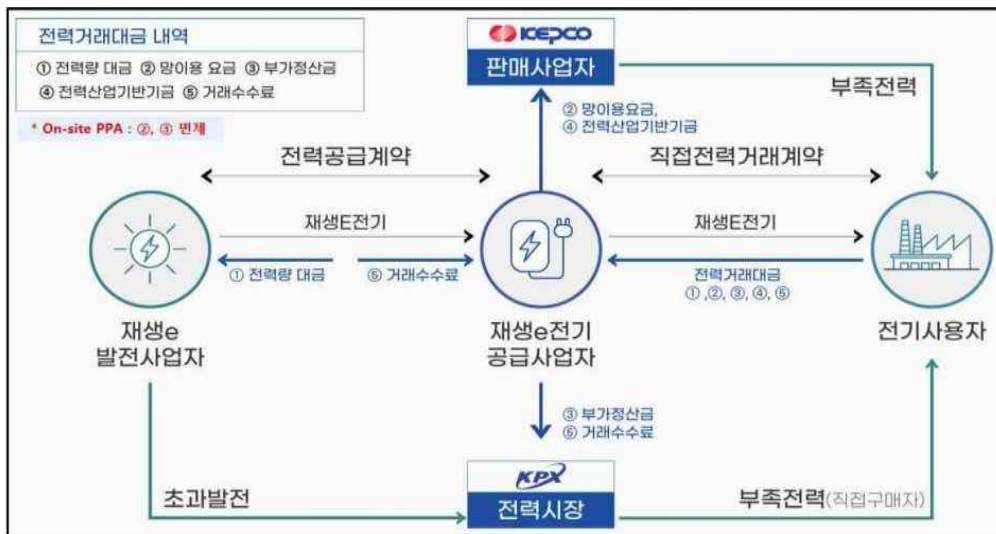 전력거래대금 내역
① 전력량 대금 ② 망이용 요금 ③ 부가정산금
④ 전력산업기반기금 ⑤ 거래수수료
* On-site PPA : ②, ③ 면제
KEPCO
판매사업자
부족전력
② 망이용요금,
④ 전력산업기반기금
전력공급계약
직접전력거래계약
재생E전기
재생E전기
① 전력량 대금
⑤ 거래수수료
전력거래대금
①,②, ③, ④, ⑤
재생e
발전사업자
재생e전기
공급사업자
전기사용자
③ 부가정산금
⑤ 거래수수료
KPX
전력시장
초과발전
부족전력(직접구매자)